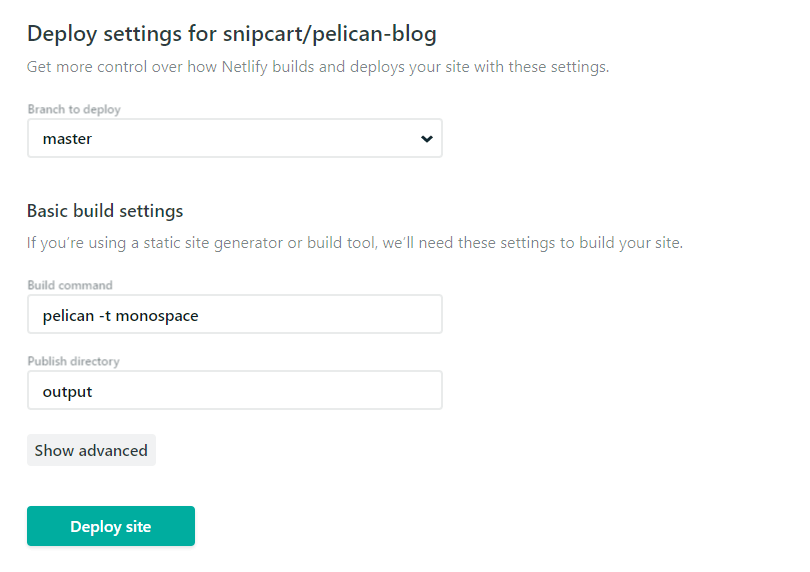 Deploy settings for snipcart/pelican-blog
Get more control over how Netlify builds and deploys your site with these settings.
Branch to deploy
master
Basic build settings
If you’re using a static site generator or build tool, we’ll need these settings to build your site.
Build command
pelican -t monospace
Publish directory
output
Show advanced
Deploy site